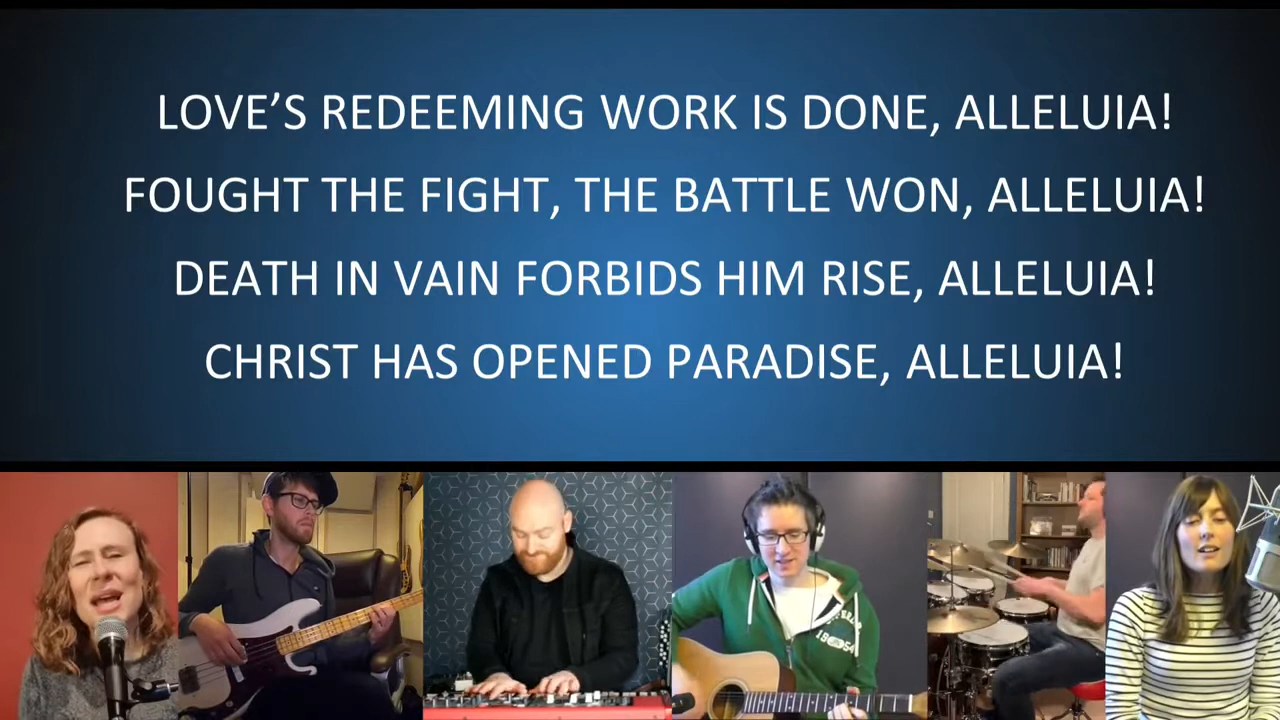 LOVE’S REDEEMING WORK IS DONE, ALLELUIA!
FOUGHT THE FIGHT, THE BATTLE WON, ALLELUIA!
DEATH IN VAIN FORBIDS HIM RISE, ALLELUIA!
CHRIST HAS OPENED PARADISE, ALLELUIA!